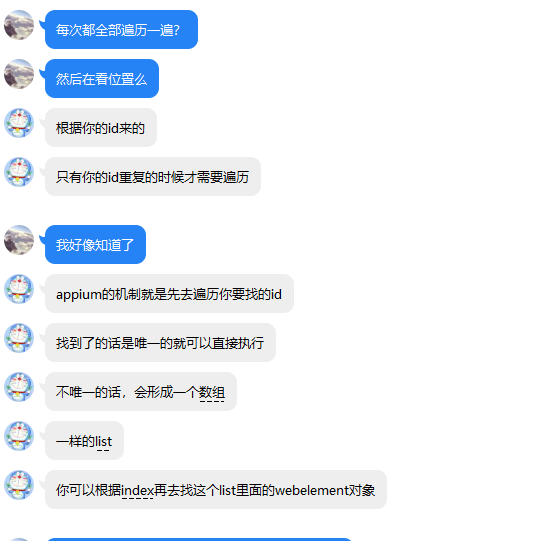 每次都全部遍历一遍？
然后在看位置么
根据你的id来的
只有你的id重复的时候才需要遍历
我好像知道了
appium的机制就是先去遍历你要找的id
找到了的话是唯一的就可以直接执行
不唯一的话，会形成一个数组
一样的list
你可以根据index再去找这个list里面的webelement对象